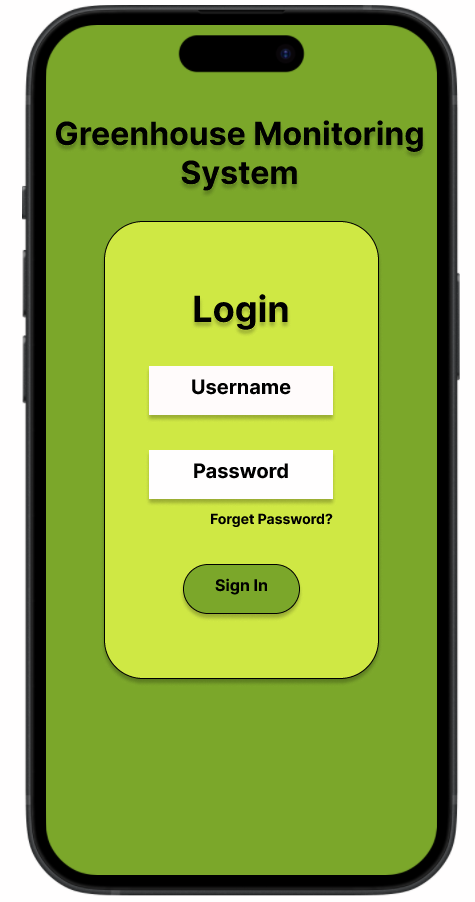 Greenhouse Monitoring
System
Login
Username
Password
Forget Password?
Sign In